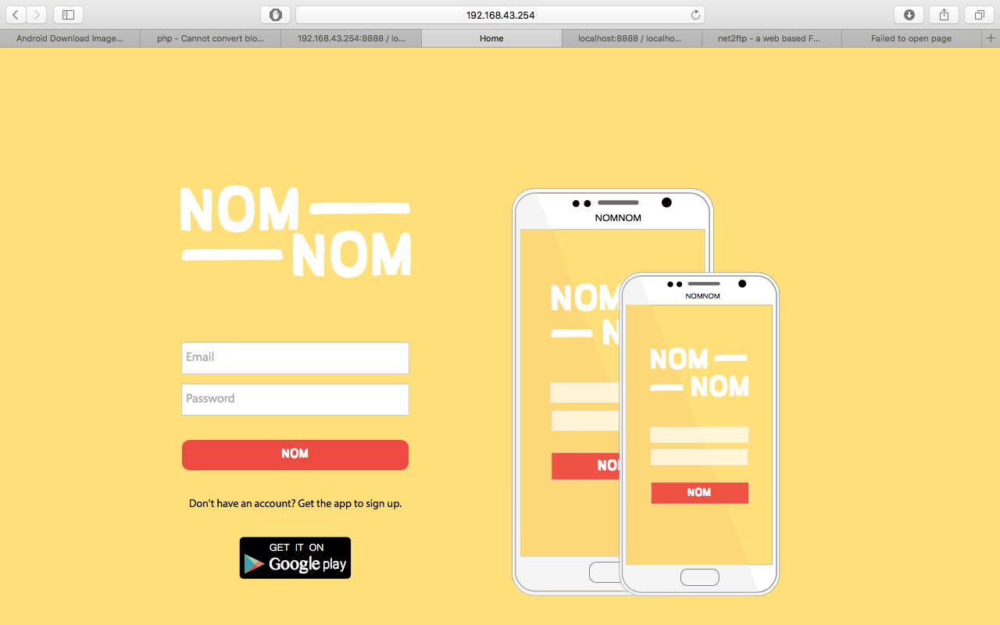 192.168.43.254
Android Download Image...
php - Cannot convert blo...
192.168.43.254:8888 / lo...
Home
localhost:8888 / localho...
net2ftp - a web based F...
Failed to open page
NOM
NOM
Email
Password
NOM
Don't have an account? Get the app to sign up.
GET IT ON
Google play
NOMNOM
NOM
N
NO
NOMNOM
NOM
NOM
NOM